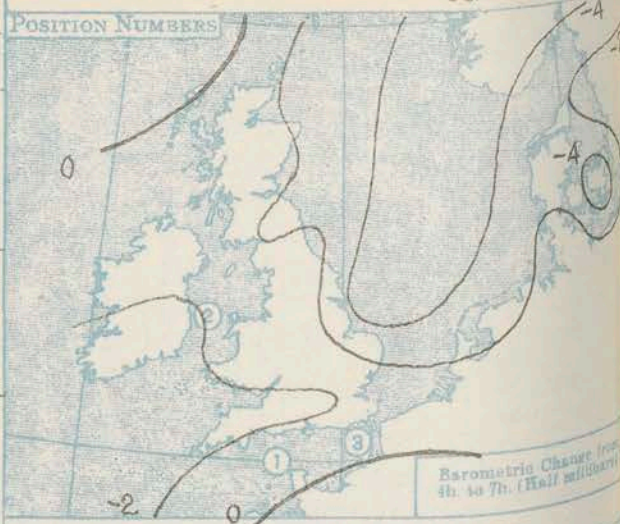 POSITION NUMBERS
-4
0
-4
2
1
3
-2
0
Barometric Change from
4h. to 7h. (Half millibars)